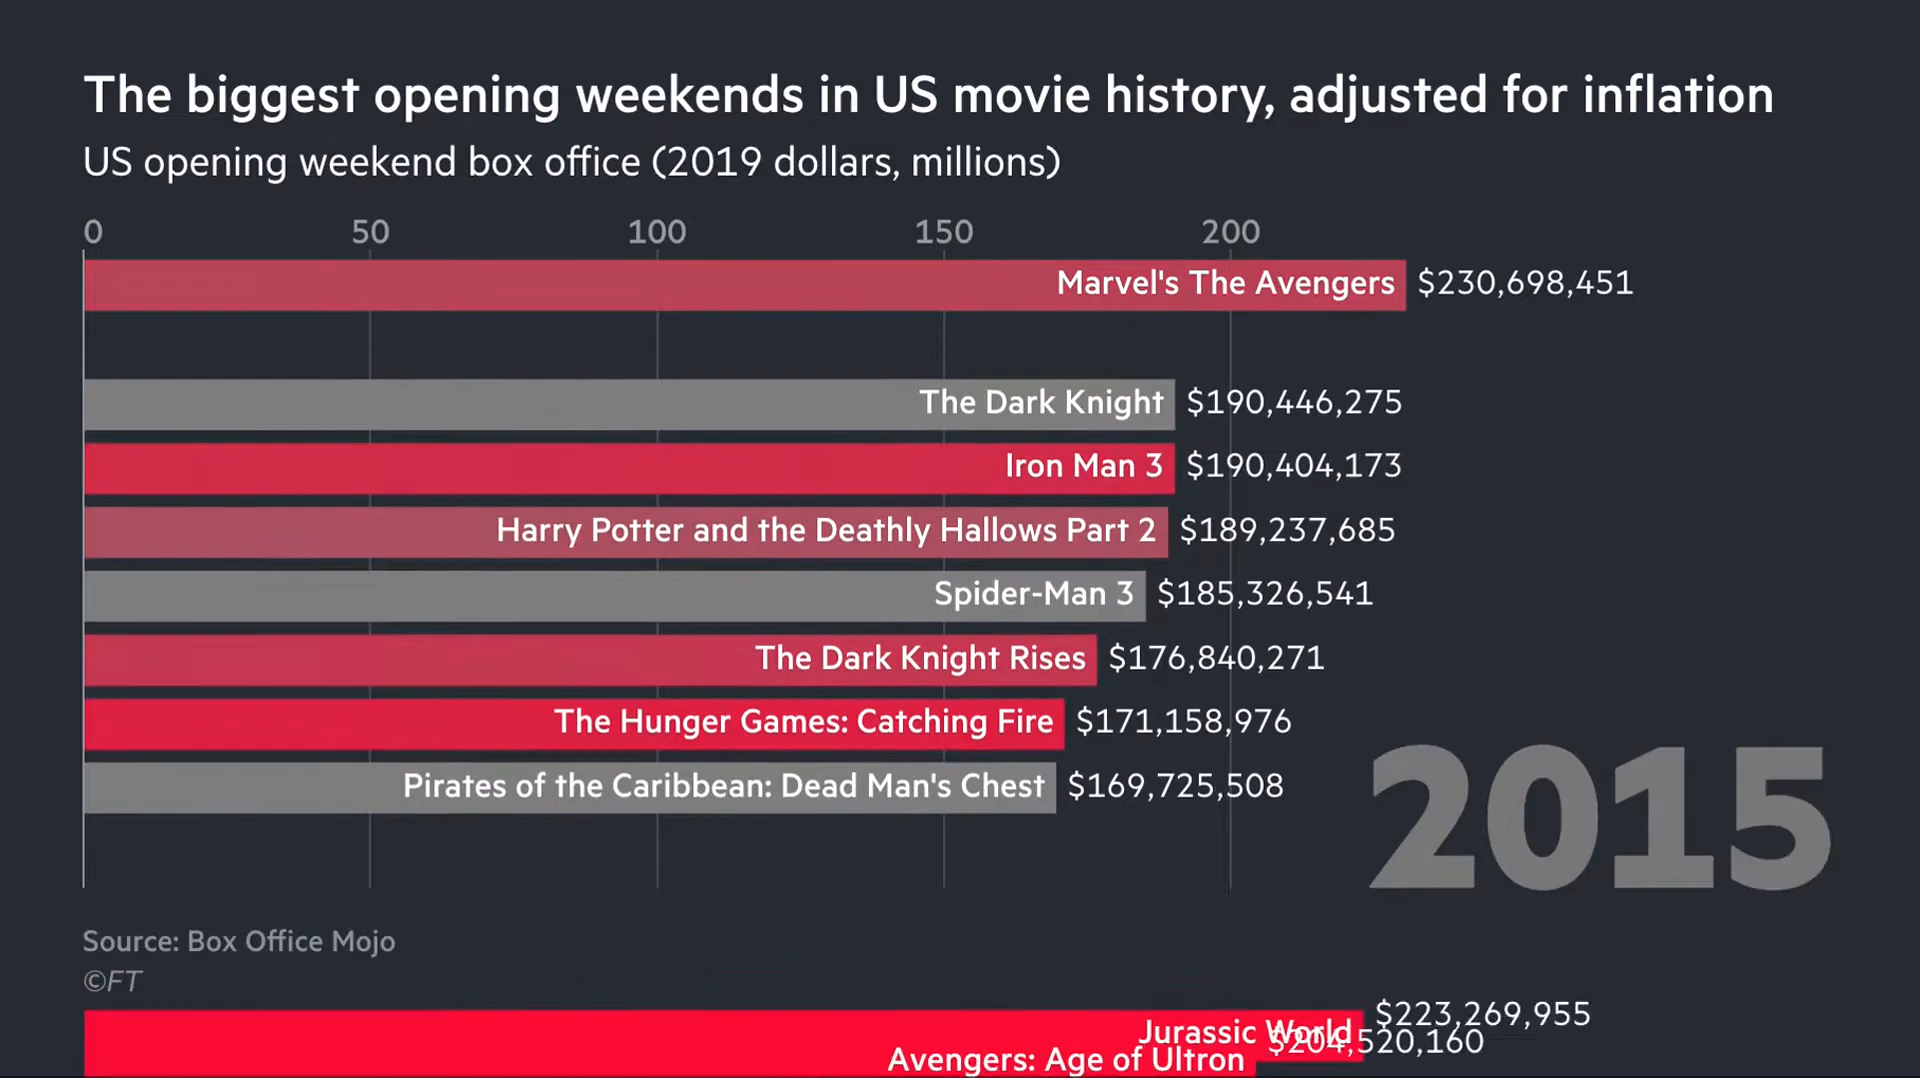 The biggest opening weekends in US movie history, adjusted for inflation
US opening weekend box office (2019 dollars, millions)
0 50 100 150 200
Marvel's The Avengers $230,698,451
The Dark Knight $190,446,275
Iron Man 3 $190,404,173
Harry Potter and the Deathly Hallows Part 2 $189,237,685
Spider-Man 3 $185,326,541
The Dark Knight Rises $176,840,271
The Hunger Games: Catching Fire $171,158,976
Pirates of the Caribbean: Dead Man's Chest $169,725,508
2015
Source: Box Office Mojo
©FT
Jurassic World $223,269,955
Avengers: Age of Ultron $204,520,160